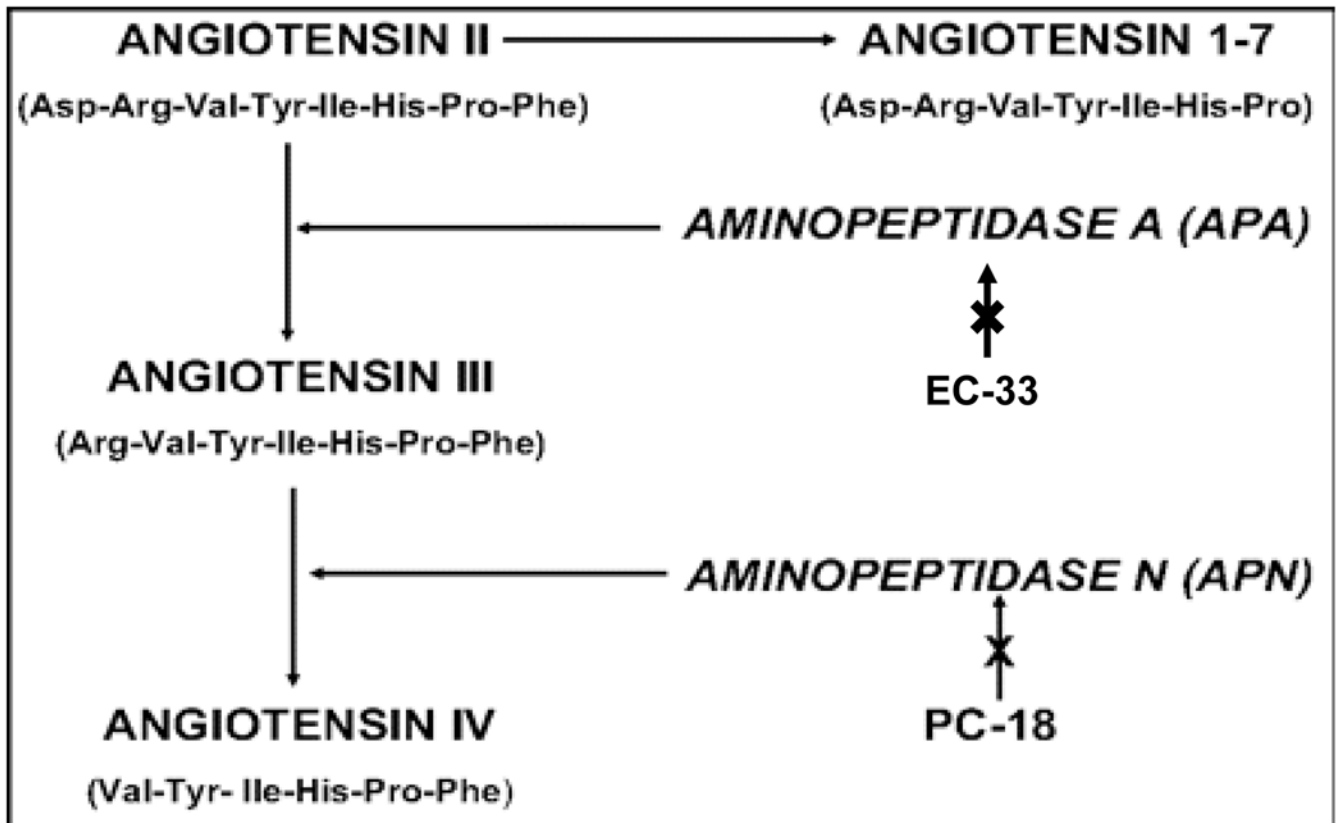 ANGIOTENSIN II
ANGIOTENSIN 1-7
(Asp-Arg-Val-Tyr-Ile-His-Pro-Phe)
(Asp-Arg-Val-Tyr-Ile-His-Pro)
AMINOPEPTIDASE A (APA)
EC-33
ANGIOTENSIN III
(Arg-Val-Tyr-Ile-His-Pro-Phe)
AMINOPEPTIDASE N (APN)
PC-18
ANGIOTENSIN IV
(Val-Tyr- Ile-His-Pro-Phe)